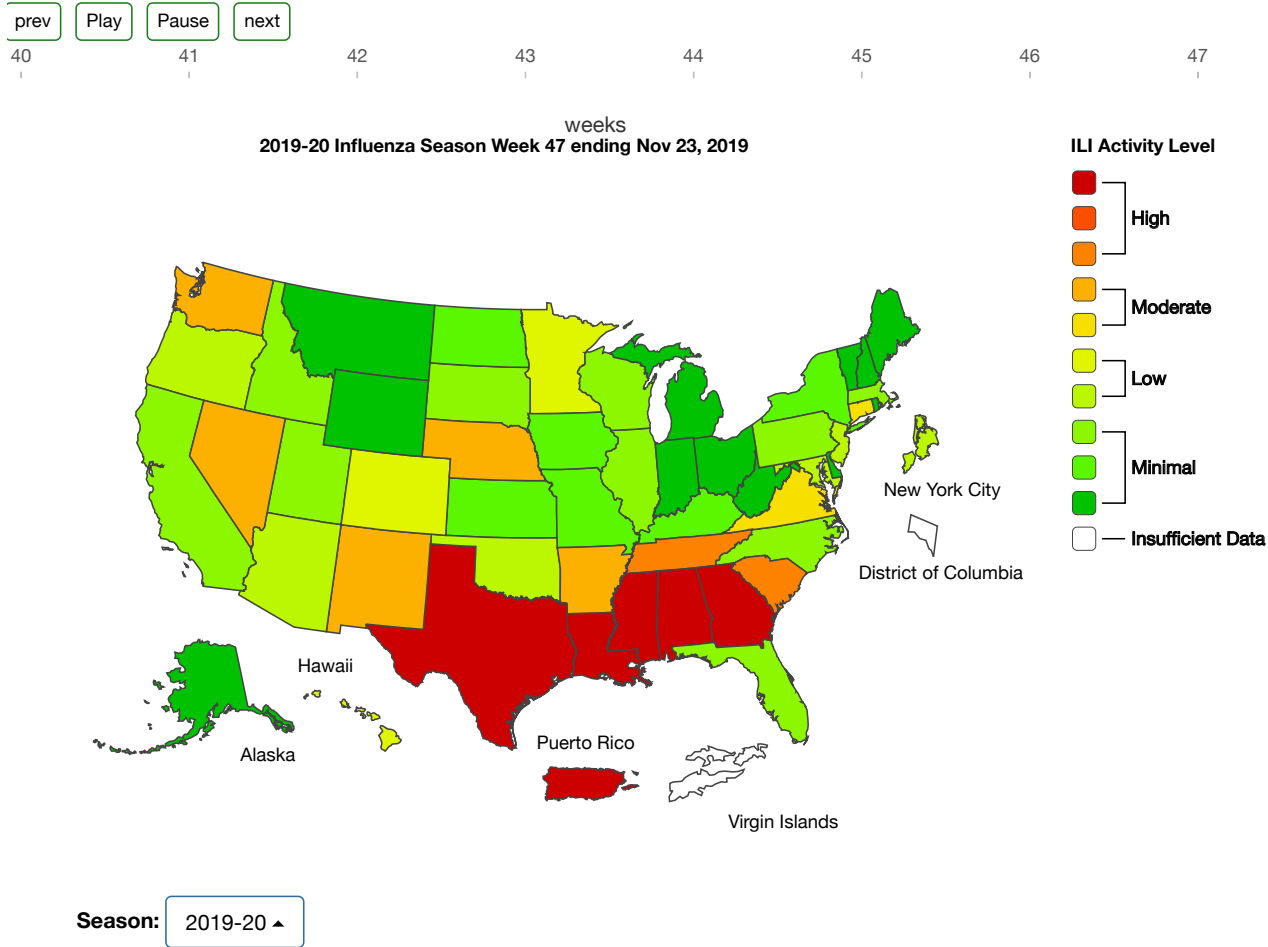 prev Play Pause next
40 41 42 43 44 45 46 47
weeks
2019-20 Influenza Season Week 47 ending Nov 23, 2019
ILI Activity Level
High
Moderate
Low
Minimal
New York City
Insufficient Data
District of Columbia
Hawaii
Alaska
Puerto Rico
Virgin Islands
Season: 2019-20